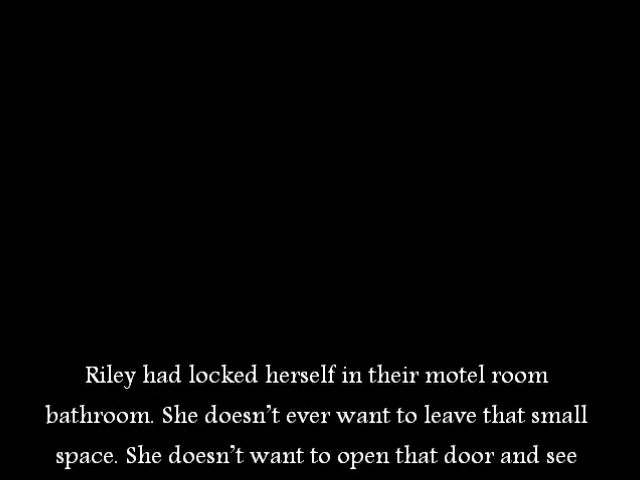 Riley had locked herself in their motel room
bathroom. She doesn't ever want to leave that small
space. She doesn't want to open that door and see